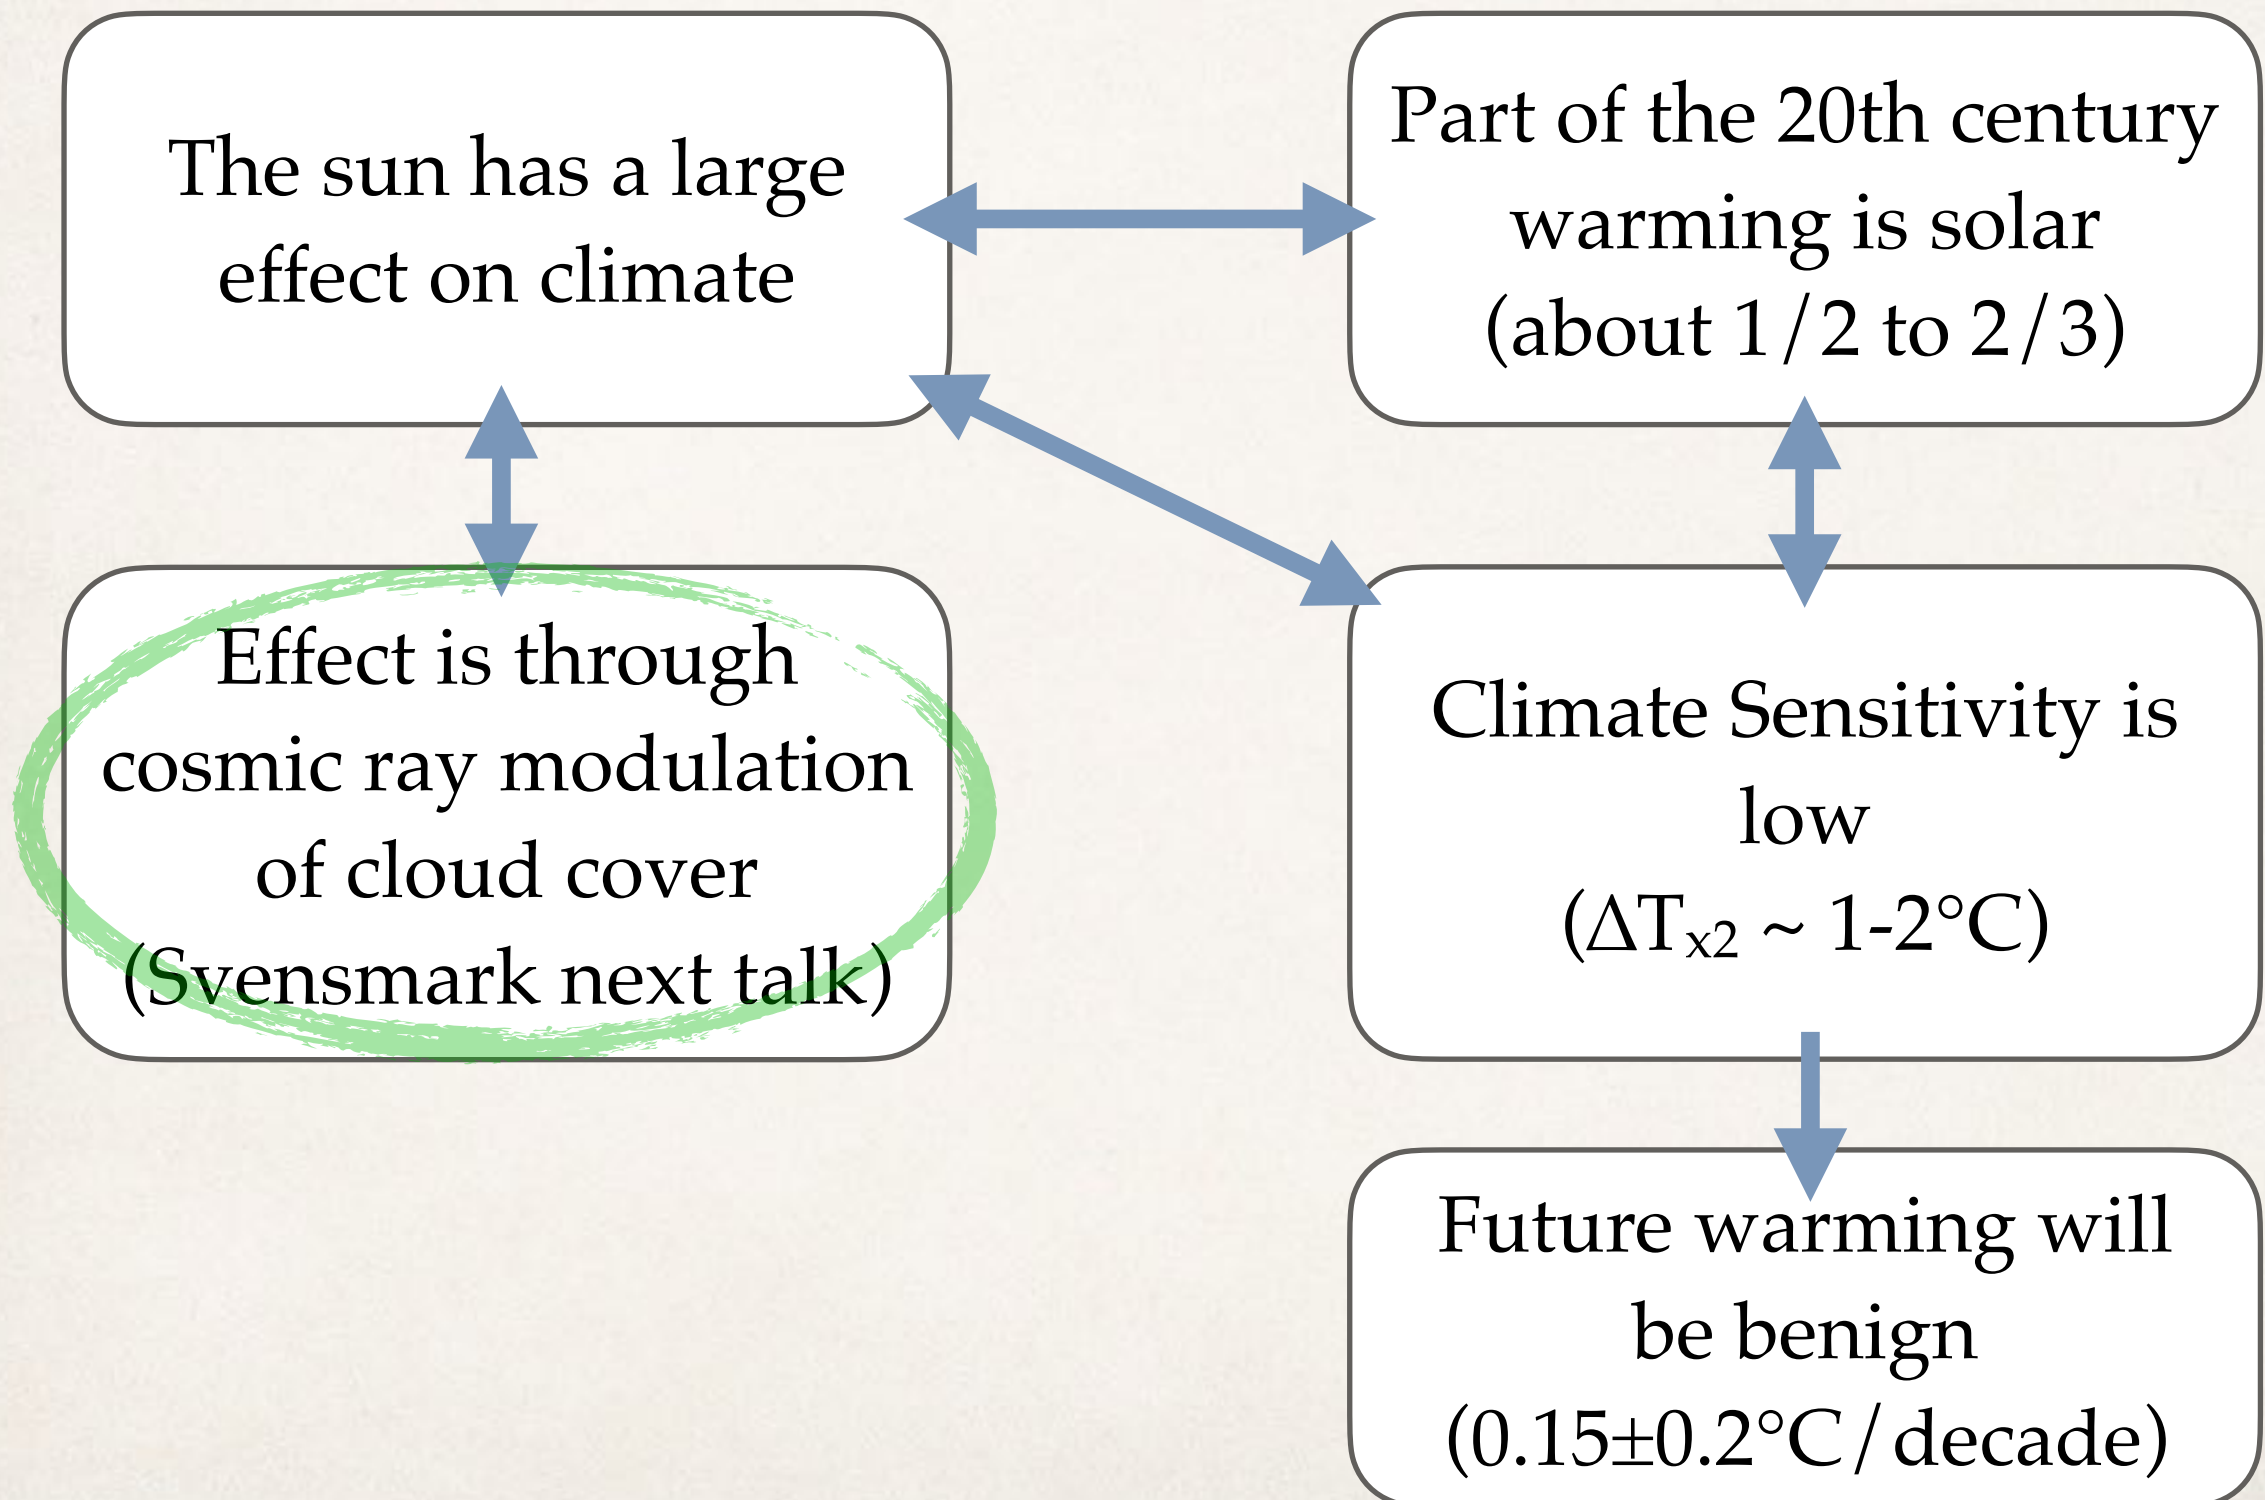 The sun has a large
effect on climate
Part of the 20th century
warming is solar
(about 1/2 to 2/3)
Effect is through
cosmic ray modulation
of cloud cover
(Svensmark next talk)
Climate Sensitivity is
low
(ΔTx2 ~ 1-2°C)
Future warming will
be benign
(0.15±0.2°C/decade)